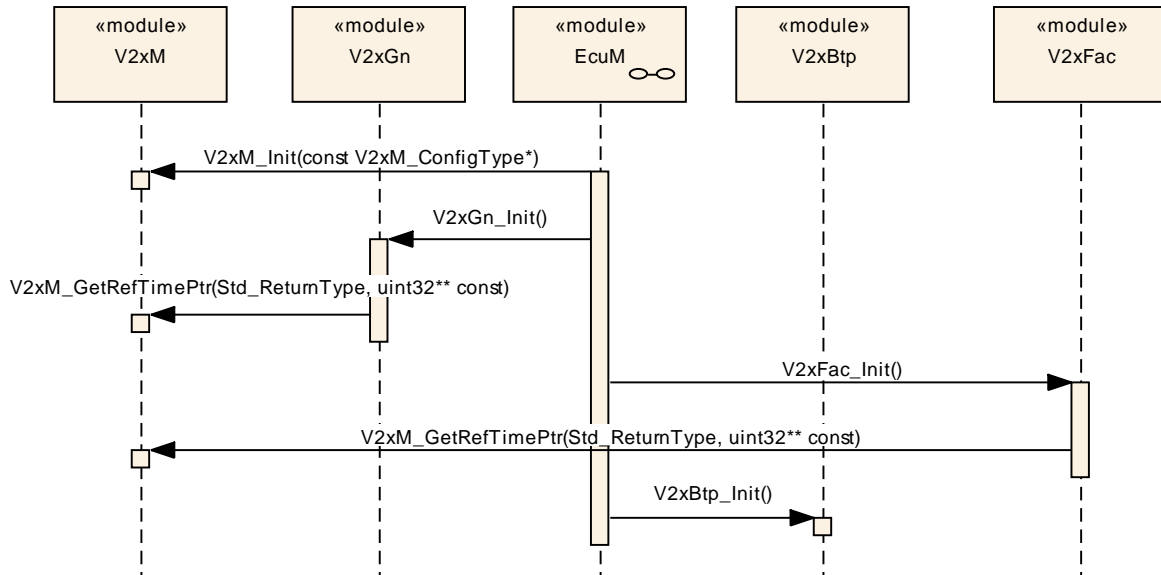 «module»
V2xM
«module»
V2xGn
«module»
EcuM
«module»
V2xBtp
«module»
V2xFac
V2xM_Init(const V2xM_ConfigType*)
V2xGn_Init()
V2xM_GetRefTimePtr(Std_ReturnType, uint32** const)
V2xFac_Init()
V2xM_GetRefTimePtr(Std_ReturnType, uint32** const)
V2xBtp_Init()